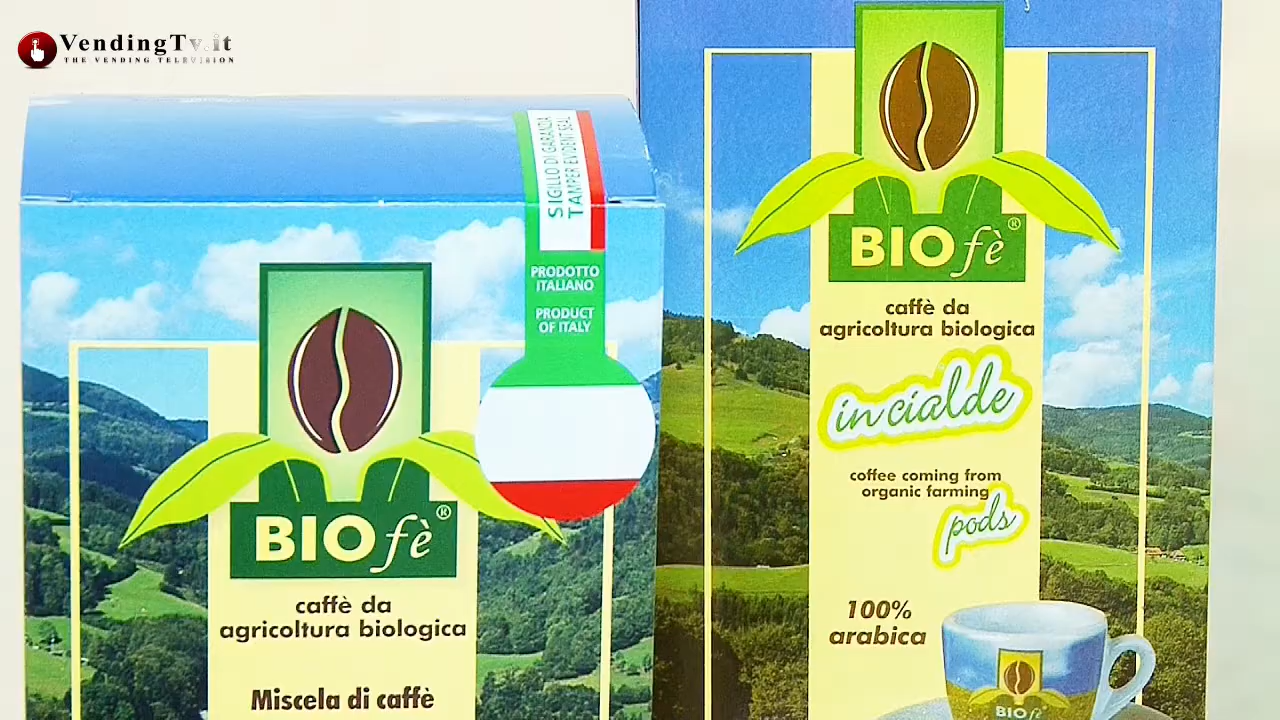 VendingTv.it
THE VENDING TELEVISION
SIGILLO DI GARANZIA
TAMPER EVIDENT SEAL
PRODOTTO
ITALIANO
PRODUCT
OF ITALY
BIOfè®
caffè da
agricoltura biologica
Miscela di caffè
BIOfè®
caffè da
agricoltura biologica
in cialde
coffee coming from
organic farming
pods
100%
arabica
BIOfè